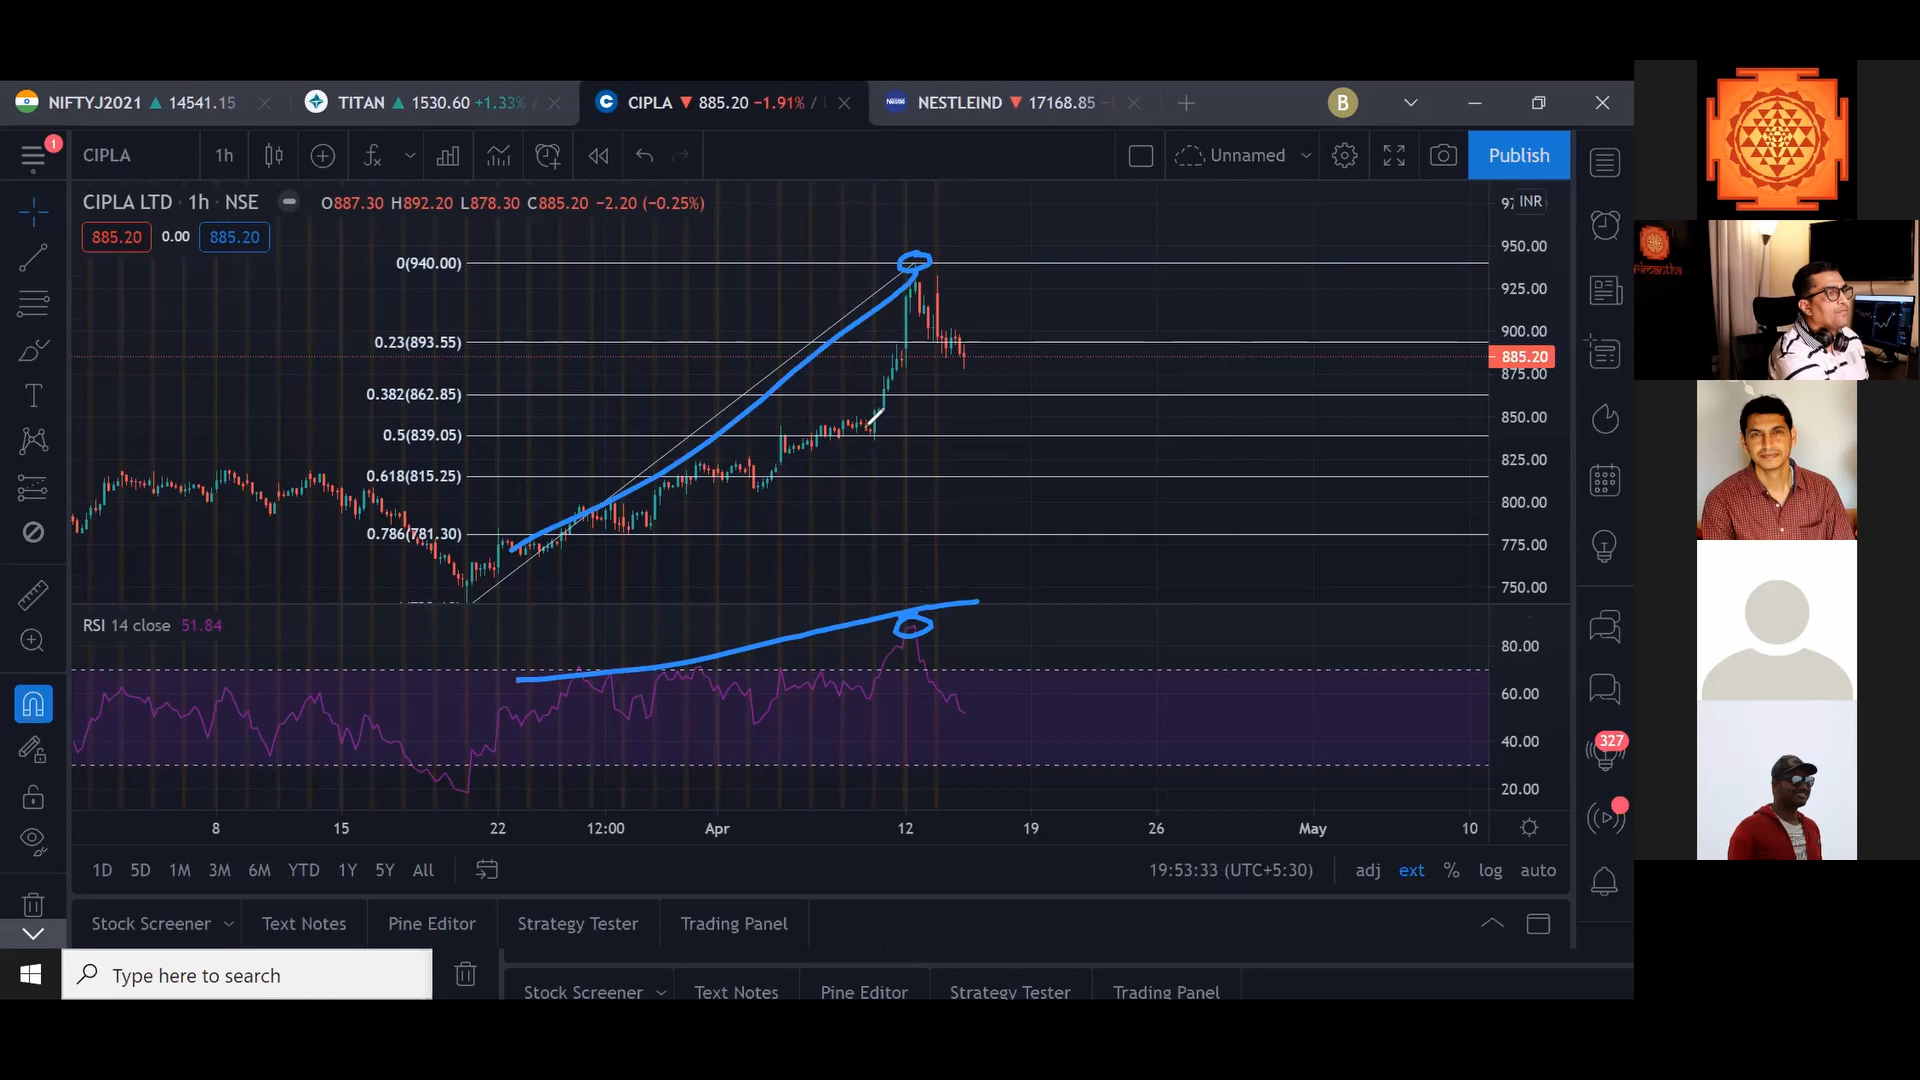 NIFTYJ2021 ▲ 14541.15
TITAN ▲ 1530.60 +1.33%
CIPLA ▼ 885.20 −1.91% /
NESTLEIND ▼ 17168.85
B
1
CIPLA
1h
Unnamed
Publish
CIPLA LTD · 1h · NSE
O887.30 H892.20 L878.30 C885.20 −2.20 (−0.25%)
INR
885.20 0.00 885.20
950.00
0(940.00)
925.00
900.00
0.23(893.55)
885.20
875.00
0.382(862.85)
850.00
0.5(839.05)
825.00
0.618(815.25)
800.00
0.786(781.30)
775.00
750.00
RSI 14 close 51.84
80.00
60.00
40.00
20.00
327
8 15 22 12:00 Apr 12 19 26 May 10
1D 5D 1M 3M 6M YTD 1Y 5Y All
19:53:33 (UTC+5:30)
adj ext % log auto
Stock Screener Text Notes Pine Editor Strategy Tester Trading Panel
Type here to search
Stock Screener Text Notes Pine Editor Strategy Tester Trading Panel